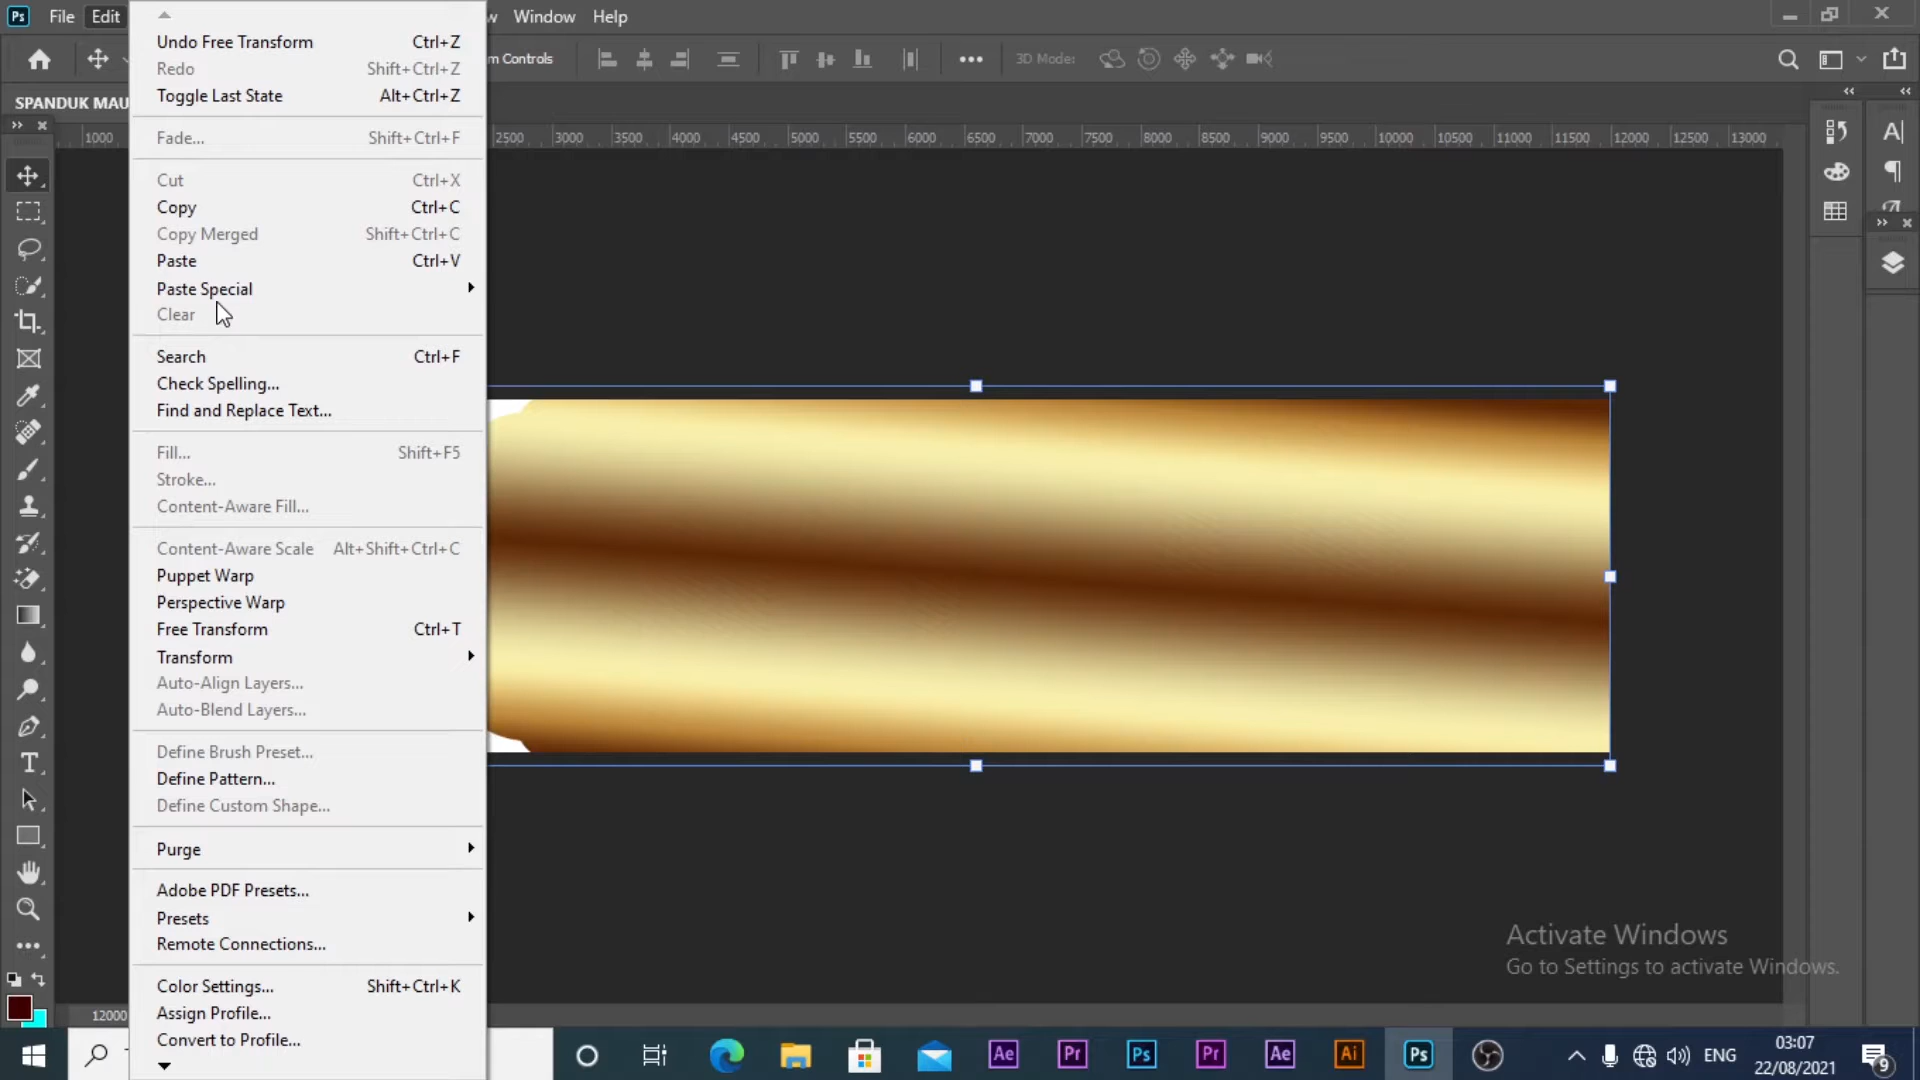 Ps File Edit w Window Help
m Controls ••• 3D Mode:
SPANDUK MAU
1000 2500 3000 3500 4000 4500 5000 5500 6000 6500 7000 7500 8000 8500 9000 9500 10000 10500 11000 11500 12000 12500 13000
Undo Free Transform Ctrl+Z
Redo Shift+Ctrl+Z
Toggle Last State Alt+Ctrl+Z
Fade... Shift+Ctrl+F
Cut Ctrl+X
Copy Ctrl+C
Copy Merged Shift+Ctrl+C
Paste Ctrl+V
Paste Special
Clear
Search Ctrl+F
Check Spelling...
Find and Replace Text...
Fill... Shift+F5
Stroke...
Content-Aware Fill...
Content-Aware Scale Alt+Shift+Ctrl+C
Puppet Warp
Perspective Warp
Free Transform Ctrl+T
Transform
Auto-Align Layers...
Auto-Blend Layers...
Define Brush Preset...
Define Pattern...
Define Custom Shape...
Purge
Adobe PDF Presets...
Presets
Remote Connections...
Color Settings... Shift+Ctrl+K
Assign Profile...
Convert to Profile...
Activate Windows
Go to Settings to activate Windows.
12000
Ae Pr Ps Pr Ae Ai Ps ENG
03:07
22/08/2021
9